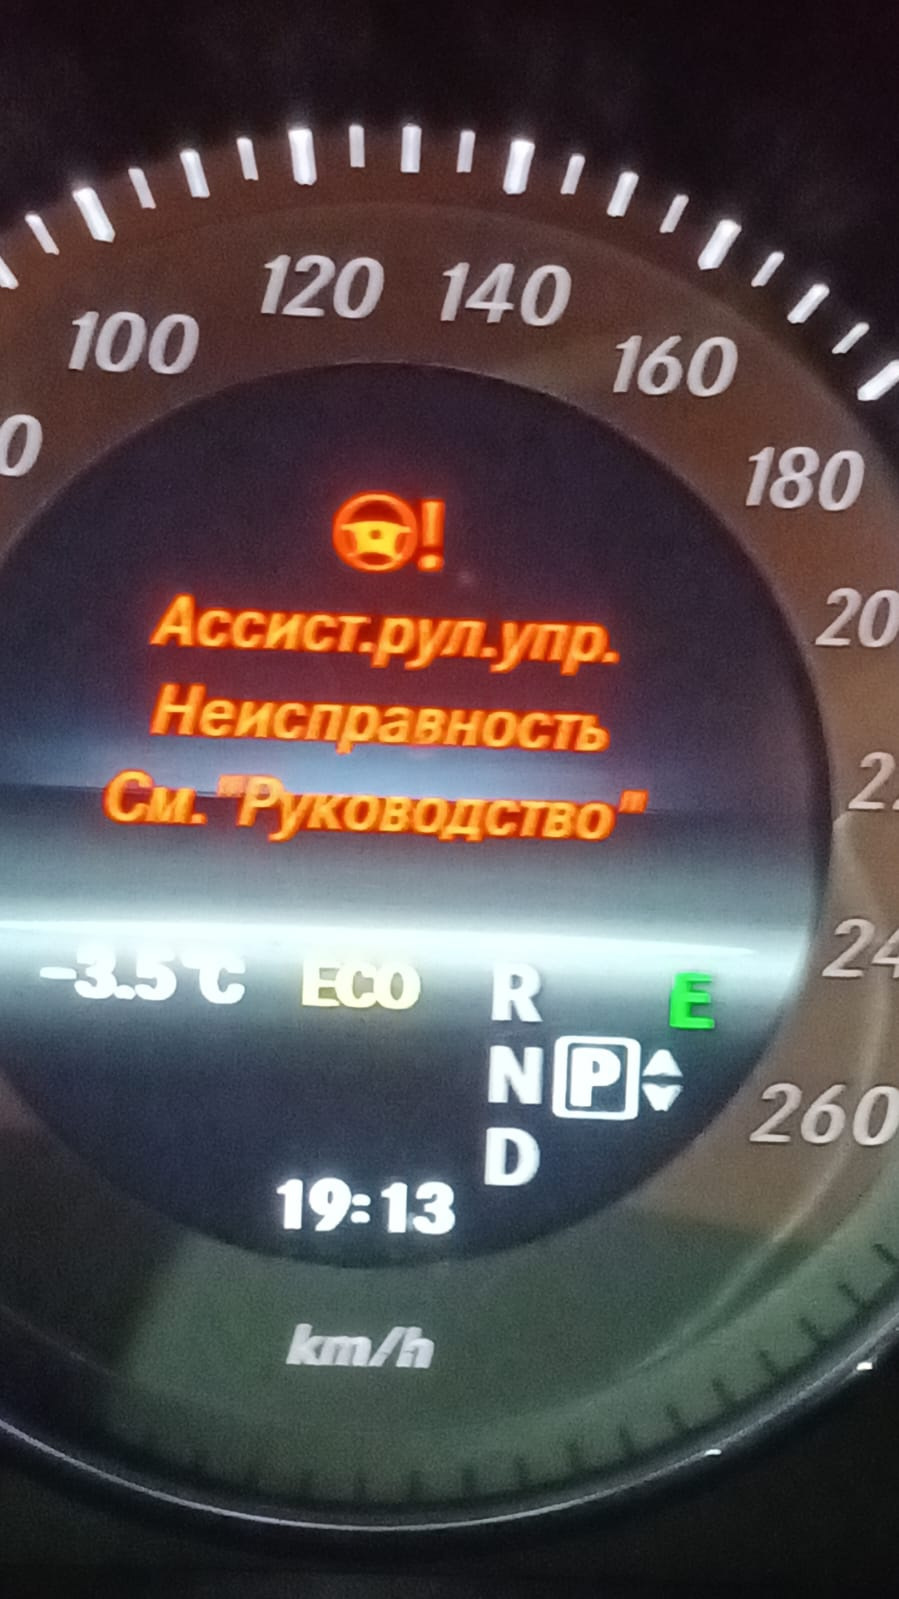 120 140
100 160
180
!
Ассист.рул.упр.
Неисправность
См. "Руководство"
-3.5°C ECO R E
N P
D
260
19:13
km/h